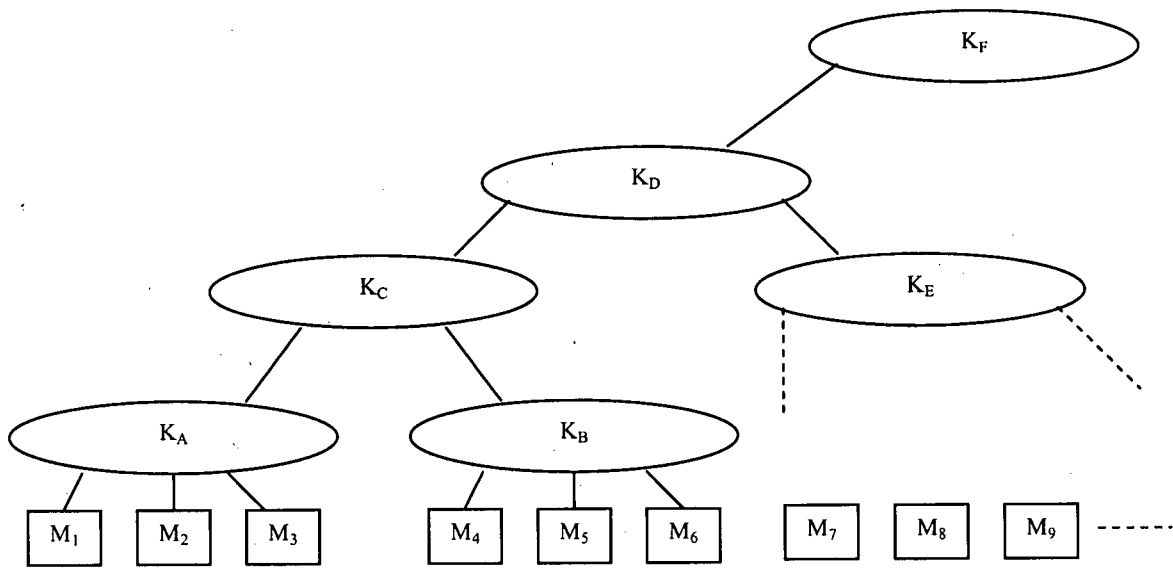 K_F
K_D
K_C
K_E
K_A
K_B
M_1
M_2
M_3
M_4
M_5
M_6
M_7
M_8
M_9